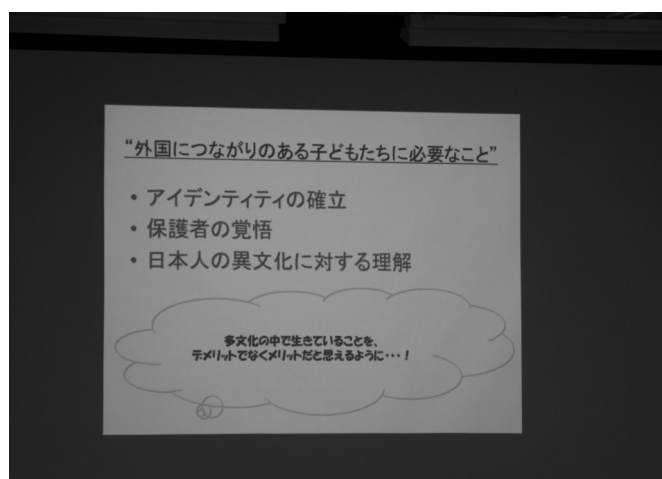 “外国につながりのある子どもたちに必要なこと”
・アイデンティティの確立
・保護者の覚悟
・日本人の異文化に対する理解
多文化の中で生きていることを、
デメリットでなくメリットだと思えるように・・・！